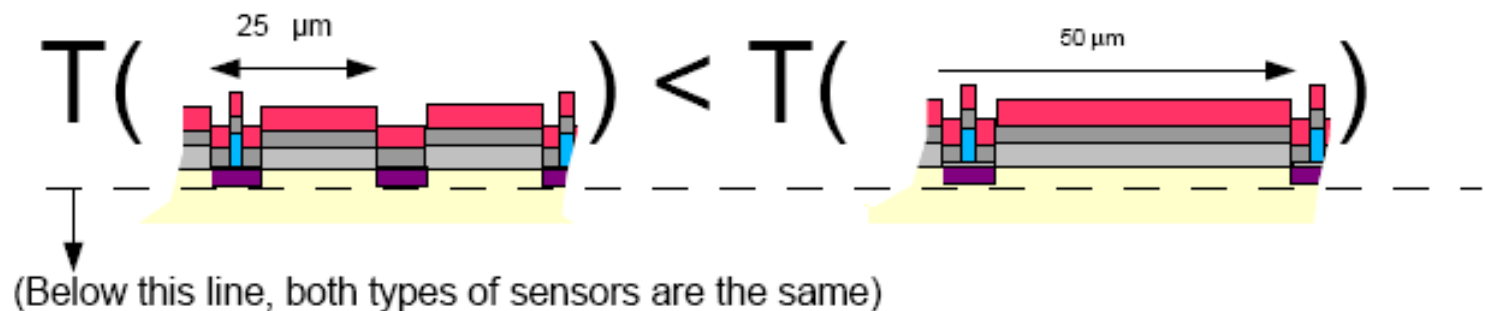 25 μm
50 μm
T( ) < T( )
(Below this line, both types of sensors are the same)